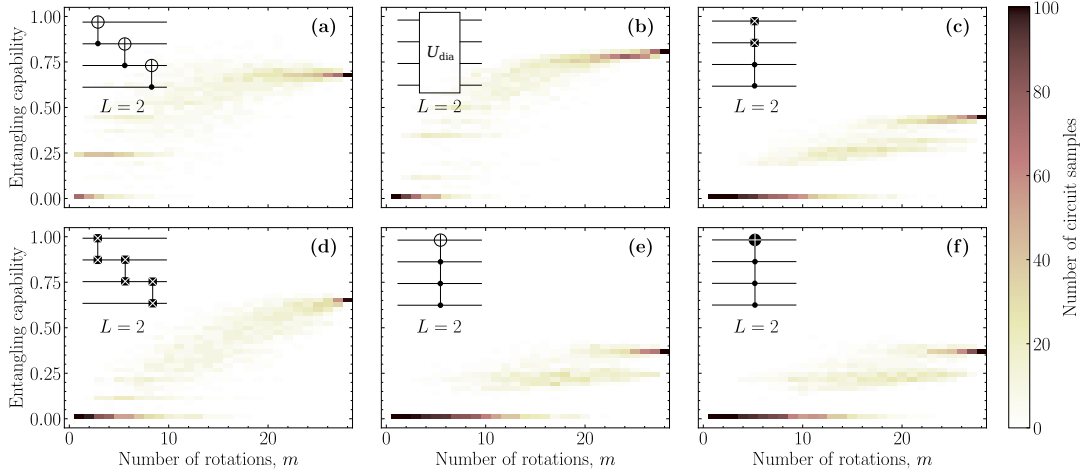 1.00
0.75
0.50
0.25
0.00
Entangling capability
(a)
L = 2
(b)
U_dia
L = 2
(c)
L = 2
1.00
0.75
0.50
0.25
0.00
Entangling capability
(d)
L = 2
(e)
L = 2
(f)
L = 2
0 10 20
Number of rotations, m
0 10 20
Number of rotations, m
0 10 20
Number of rotations, m
100
80
60
40
20
0
Number of circuit samples